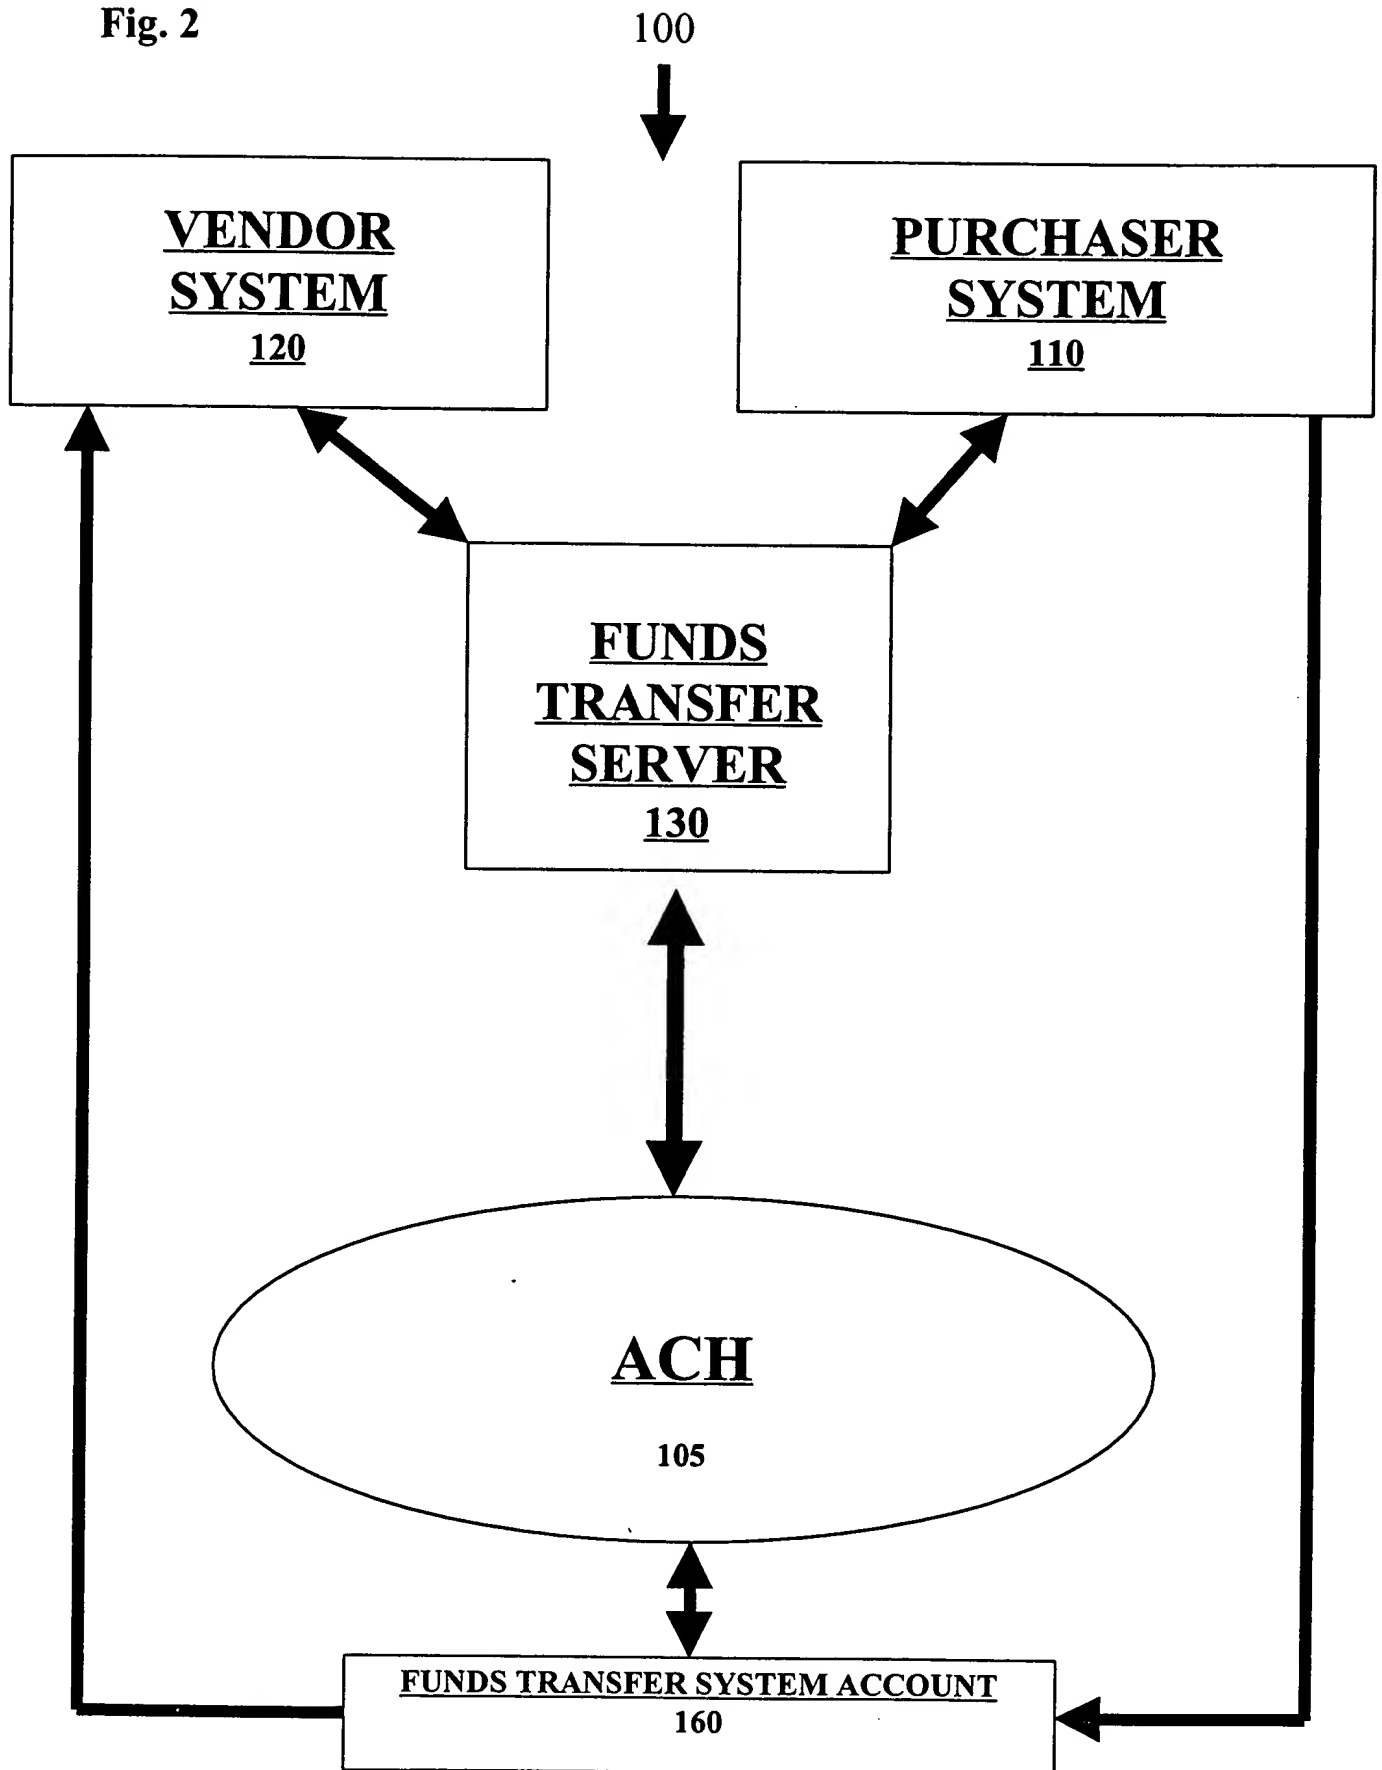 Fig. 2
100
VENDOR
SYSTEM
120
PURCHASER
SYSTEM
110
FUNDS
TRANSFER
SERVER
130
ACH
105
FUNDS TRANSFER SYSTEM ACCOUNT
160